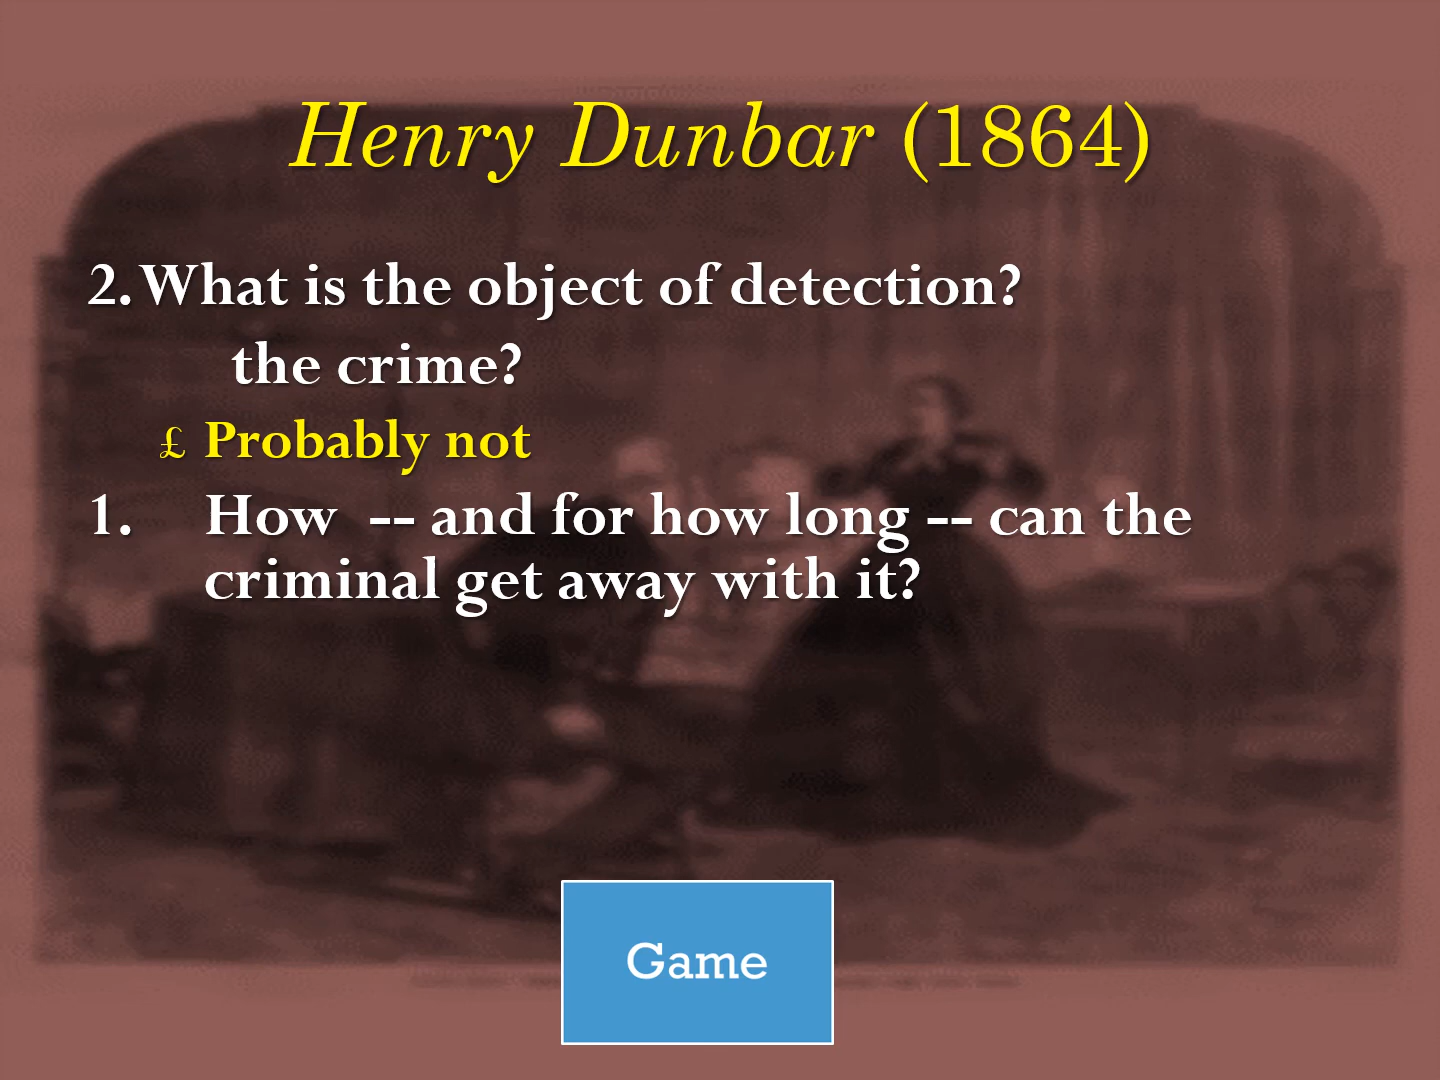 Henry Dunbar (1864)
2. What is the object of detection?
the crime?
£ Probably not
1. How -- and for how long -- can the
criminal get away with it?
Game